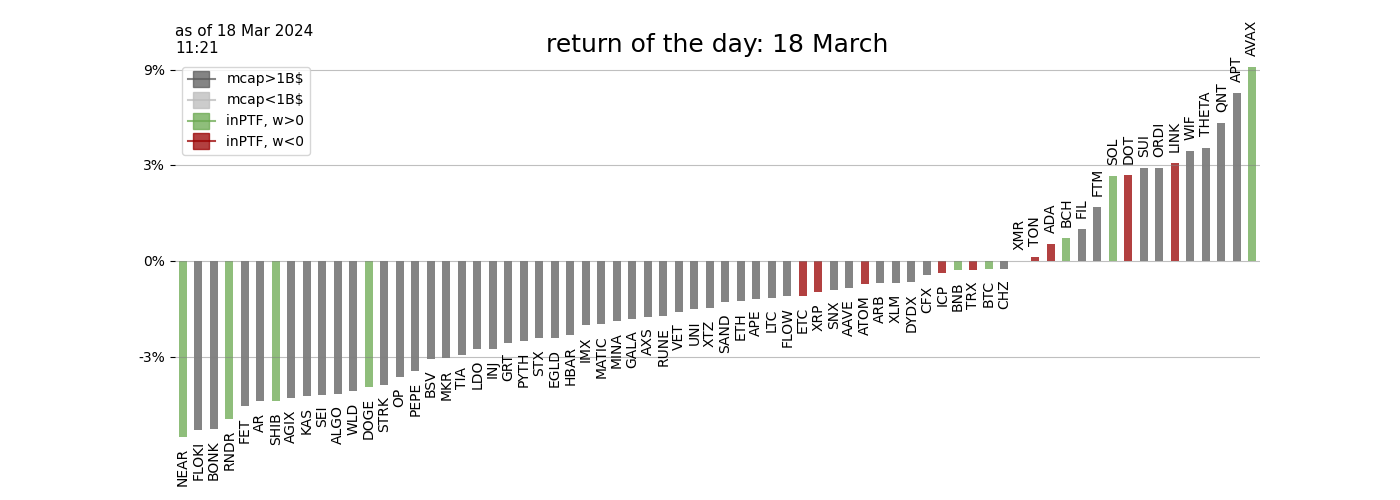 as of 18 Mar 2024
11:21
return of the day: 18 March
mcap>1B$
mcap<1B$
inPTF, w>0
inPTF, w<0
9%
3%
0%
-3%
NEAR
FLOKI
BONK
RNDR
FET
AR
SHIB
AGIX
KAS
SEI
ALGO
WLD
DOGE
STRK
OP
PEPE
BSV
MKR
TIA
LDO
INJ
GRT
PYTH
STX
EGLD
HBAR
IMX
MATIC
MINA
GALA
AXS
RUNE
VET
UNI
XTZ
SAND
ETH
APE
LTC
FLOW
ETC
XRP
SNX
AAVE
ATOM
ARB
XLM
DYDX
CFX
ICP
BNB
TRX
BTC
CHZ
XMR
TON
ADA
BCH
FIL
FTM
SOL
DOT
SUI
ORDI
LINK
WIF
THETA
QNT
APT
AVAX